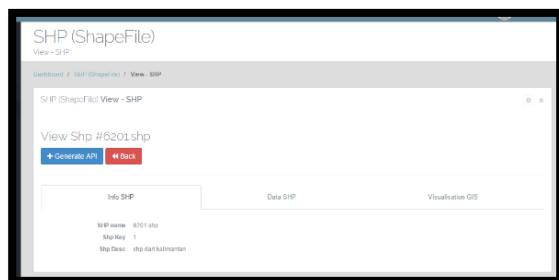 SHP (ShapeFile)
View - SHP
Dashboard / SHP (ShapeFile) / View - SHP
SHP (ShapeFile) View - SHP
View Shp #6201shp
+ Generate API
Back
Info SHP
Data SHP
Visualisation GIS
SHP name 6201.shp
Shp Key 1
Shp Desc shp dari kalimantan